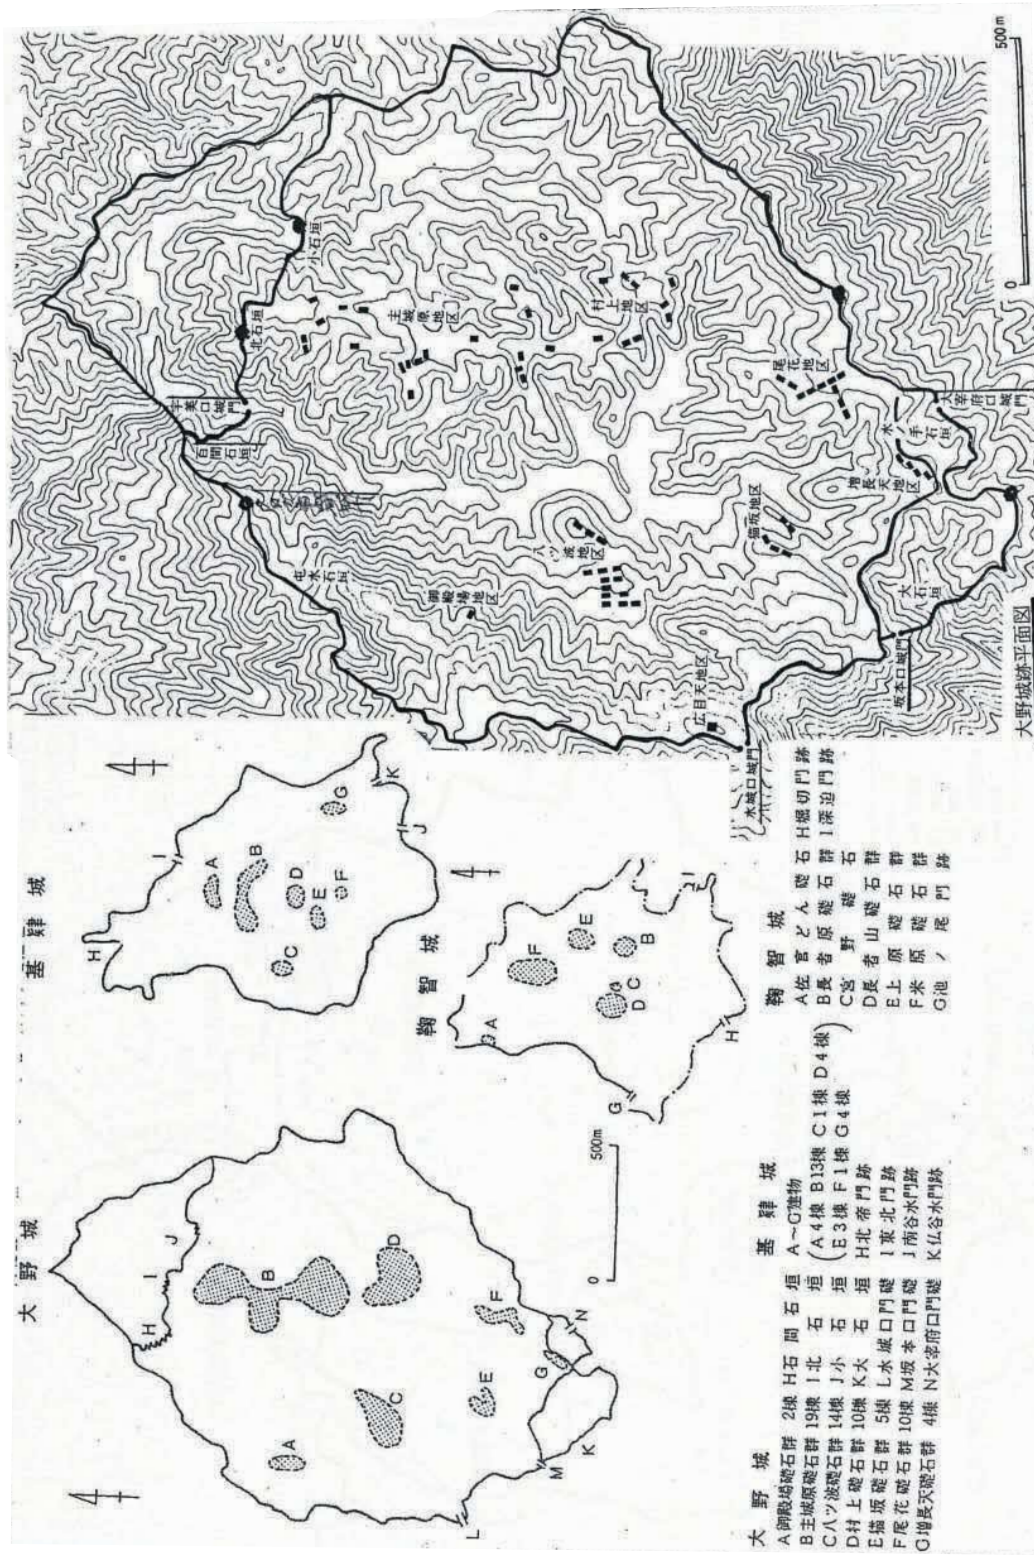 大野城
A
B
C
D
E
F
G
H
I
J
K
L
M
N
0
500m
基肄城
A
B
C
D
E
F
G
H
I
J
K
鞠智城
A
B
C
D
E
F
G
H
I
大野城
A御殿場礎石群 2棟
B主城原礎石群 19棟
C八ツ波礎石群 14棟
D村上礎石群 10棟
E猫坂礎石群 5棟
F尾花礎石群 10棟
G増長天礎石群 4棟
H石間石垣
I北石垣
J小石垣
K大石垣
L水城口門礎
M坂本口門礎
N大宰府口門礎
基肄城
A～G建物
(A4棟 B13棟 C1棟 D4棟)
(E3棟 F1棟 G4棟)
H北帝門跡
I東北門跡
J南谷水門跡
K仏谷水門跡
鞠智城
A佐官どん礎石
B長者原礎石群
C宮野礎石
D長者山礎石群
E上原礎石群
F米原礎石群
G池ノ尾門跡
H堀切門跡
I深迫門跡
小石垣
北石垣
宇美口城門
百間石垣
屯水石垣
主城原地区
村上地区
尾花地区
大宰府口城門
水ノ手石垣
増長天地区
猫坂地区
八ツ波地区
御殿場地区
広目天地区
大石垣
坂本口城門
水城口城門
0
500m
大野城跡平面図